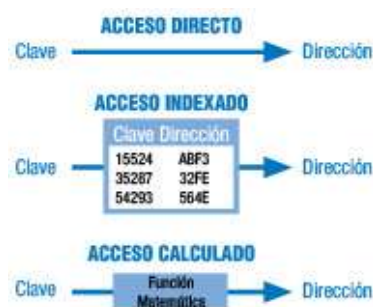 ACCESO DIRECTO
Clave Dirección
ACCESO INDEXADO
Clave Dirección
15524 ABF3
Clave 35287 32FE Dirección
54293 564E
ACCESO CALCULADO
Función
Clave Dirección
Matemática